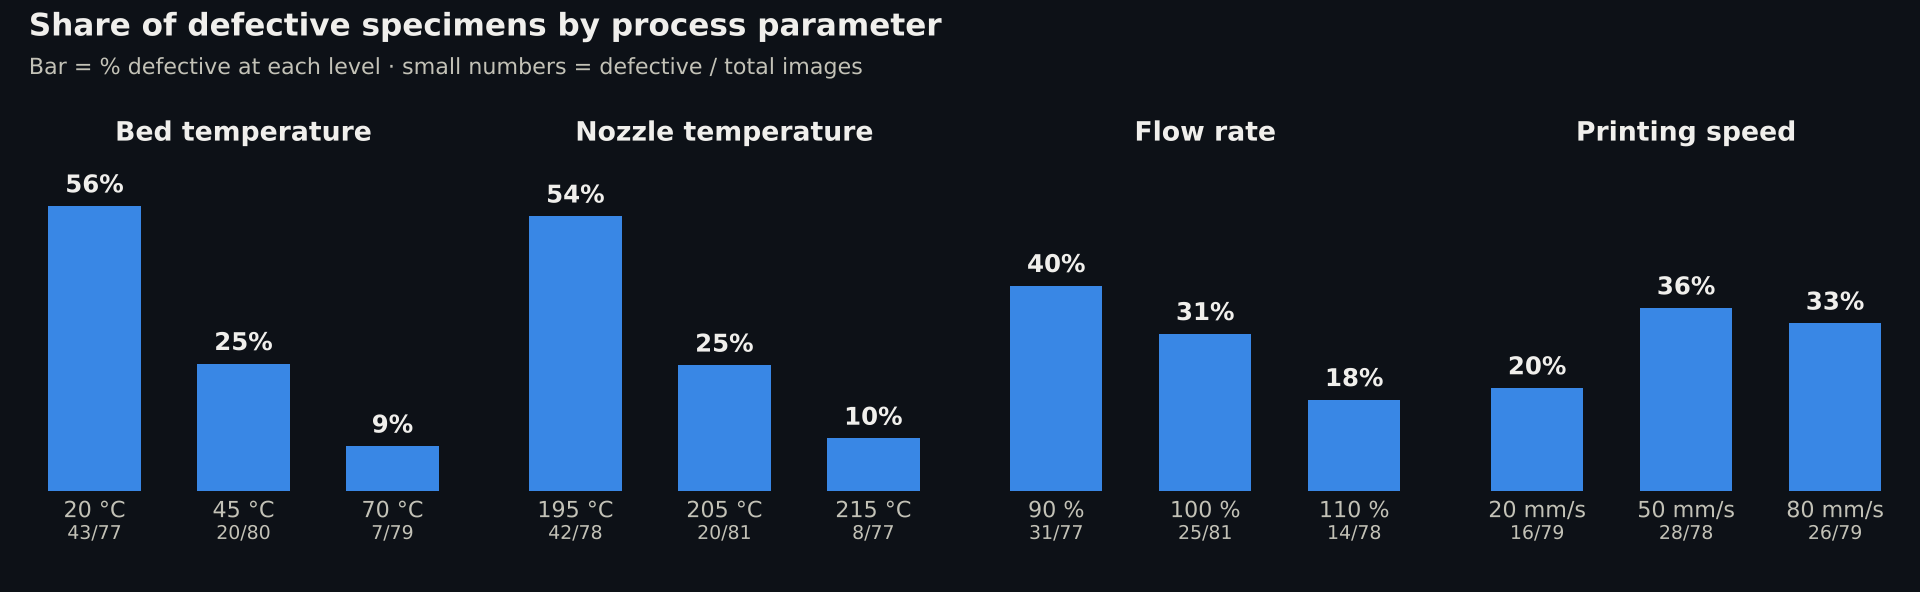 Share of defective specimens by process parameter
Bar = % defective at each level · small numbers = defective / total images
Bed temperature
56%
25%
9%
20 °C
45 °C
70 °C
43/77
20/80
7/79
Nozzle temperature
54%
25%
10%
195 °C
205 °C
215 °C
42/78
20/81
8/77
Flow rate
40%
31%
18%
90 %
100 %
110 %
31/77
25/81
14/78
Printing speed
20%
36%
33%
20 mm/s
50 mm/s
80 mm/s
16/79
28/78
26/79